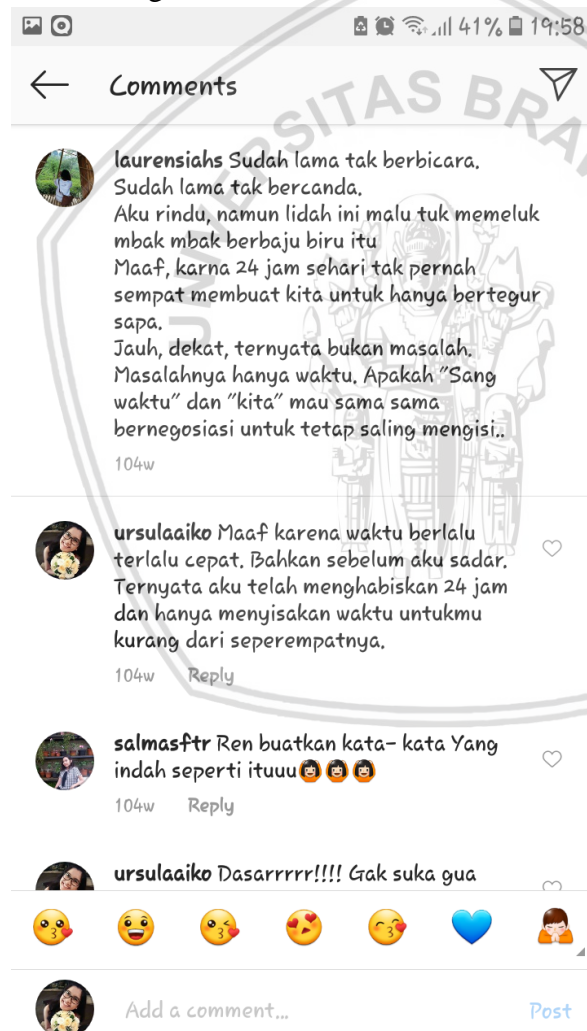 41% 19:58
Comments
laurensiahs Sudah lama tak berbicara.
Sudah lama tak bercanda.
Aku rindu, namun lidah ini malu tuk memeluk
mbak mbak berbaju biru itu
Maaf, karna 24 jam sehari tak pernah
sempat membuat kita untuk hanya bertegur
sapa.
Jauh, dekat, ternyata bukan masalah.
Masalahnya hanya waktu. Apakah "Sang
waktu" dan "kita" mau sama sama
bernegosiasi untuk tetap saling mengisi..
104w
ursulaaiko Maaf karena waktu berlalu
terlalu cepat. Bahkan sebelum aku sadar.
Ternyata aku telah menghabiskan 24 jam
dan hanya menyisakan waktu untukmu
kurang dari seperempatnya.
104w Reply
salmasftr Ren buatkan kata- kata Yang
indah seperti ituuu🙆🙆🙆
104w Reply
ursulaaiko Dasarrrrr!!!! Gak suka gua
Add a comment... Post
UNIVERSITAS BRA